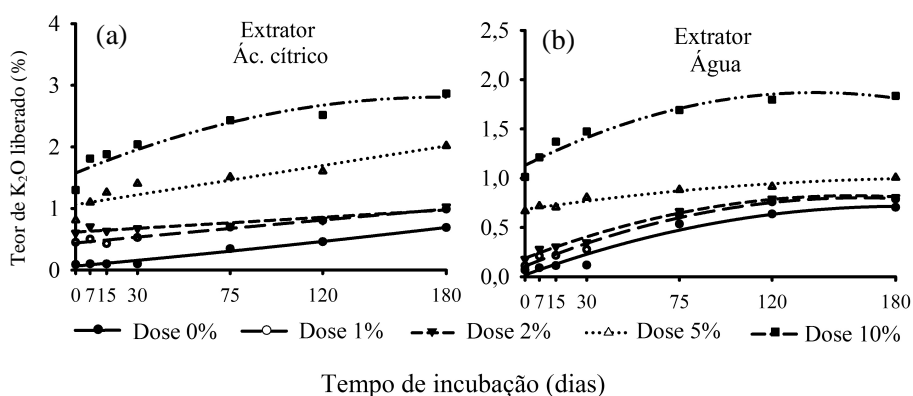 (a)
Extrator
Ác. cítrico
Teor de K₂O liberado (%)
4
3
2
1
0
0 7 15 30 75 120 180
(b)
Extrator
Água
2,5
2,0
1,5
1,0
0,5
0,0
0 7 15 30 75 120 180
Dose 0% Dose 1% Dose 2% Dose 5% Dose 10%
Tempo de incubação (dias)